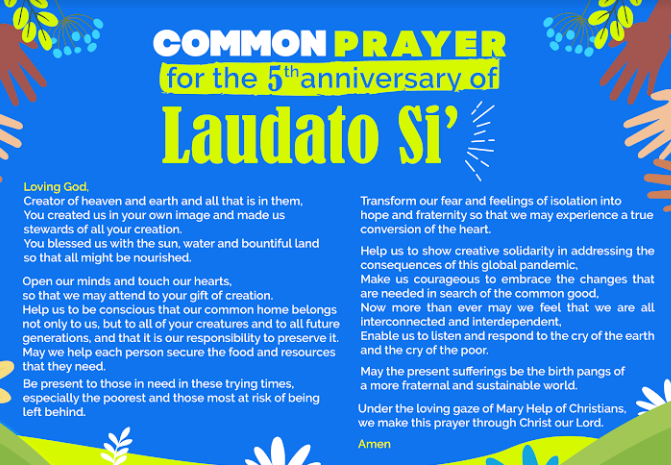 COMMON PRAYER
for the 5th anniversary of
Laudato Si'
Loving God,
Creator of heaven and earth and all that is in them,
You created us in your own image and made us
stewards of all your creation.
You blessed us with the sun, water and bountiful land
so that all might be nourished.
Open our minds and touch our hearts,
so that we may attend to your gift of creation.
Help us to be conscious that our common home belongs
not only to us, but to all of your creatures and to all future
generations, and that it is our responsibility to preserve it.
May we help each person secure the food and resources
that they need.
Be present to those in need in these trying times,
especially the poorest and those most at risk of being
left behind.
Transform our fear and feelings of isolation into
hope and fraternity so that we may experience a true
conversion of the heart.
Help us to show creative solidarity in addressing the
consequences of this global pandemic,
Make us courageous to embrace the changes that
are needed in search of the common good,
Now more than ever may we feel that we are all
interconnected and interdependent,
Enable us to listen and respond to the cry of the earth
and the cry of the poor.
May the present sufferings be the birth pangs of
a more fraternal and sustainable world.
Under the loving gaze of Mary Help of Christians,
we make this prayer through Christ our Lord.
Amen